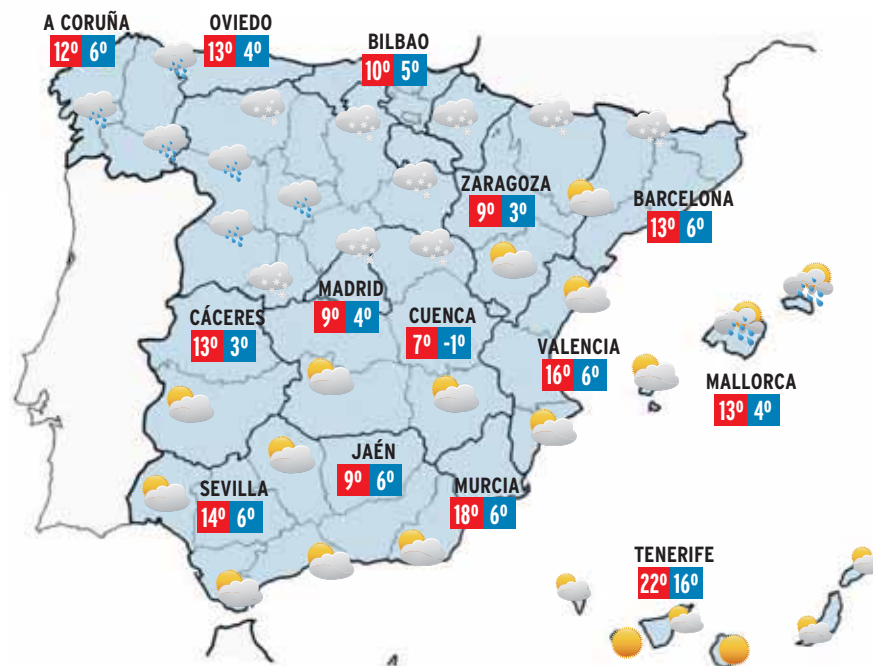 A CORUÑA
12º 6º
OVIEDO
13º 4º
BILBAO
10º 5º
ZARAGOZA
9º 3º
BARCELONA
13º 6º
MADRID
9º 4º
CÁCERES
13º 3º
CUENCA
7º -1º
VALENCIA
16º 6º
MALLORCA
13º 4º
JAÉN
9º 6º
SEVILLA
14º 6º
MURCIA
18º 6º
TENERIFE
22º 16º